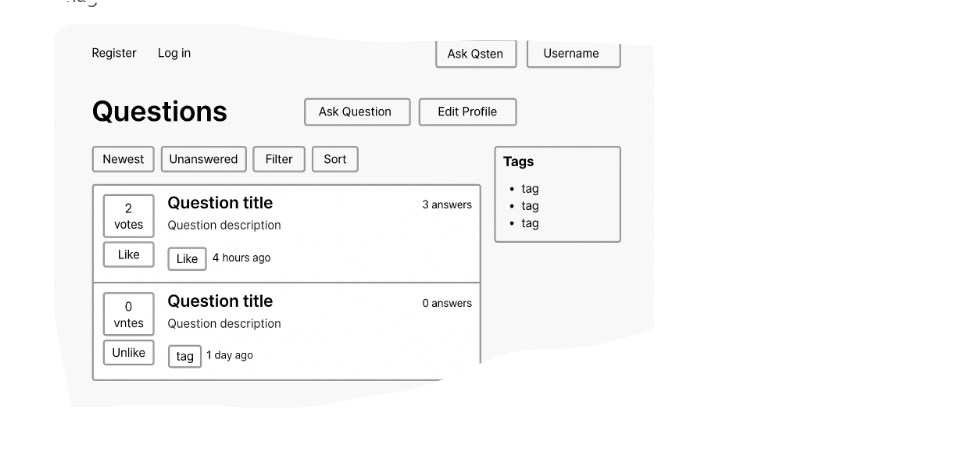 Register Log in Ask Qsten Username
Questions Ask Question Edit Profile
Newest Unanswered Filter Sort
Tags
• tag
• tag
• tag
2
votes
Like
Question title
3 answers
Question description
Like 4 hours ago
0
vntes
Unlike
Question title
0 answers
Question description
tag 1 day ago